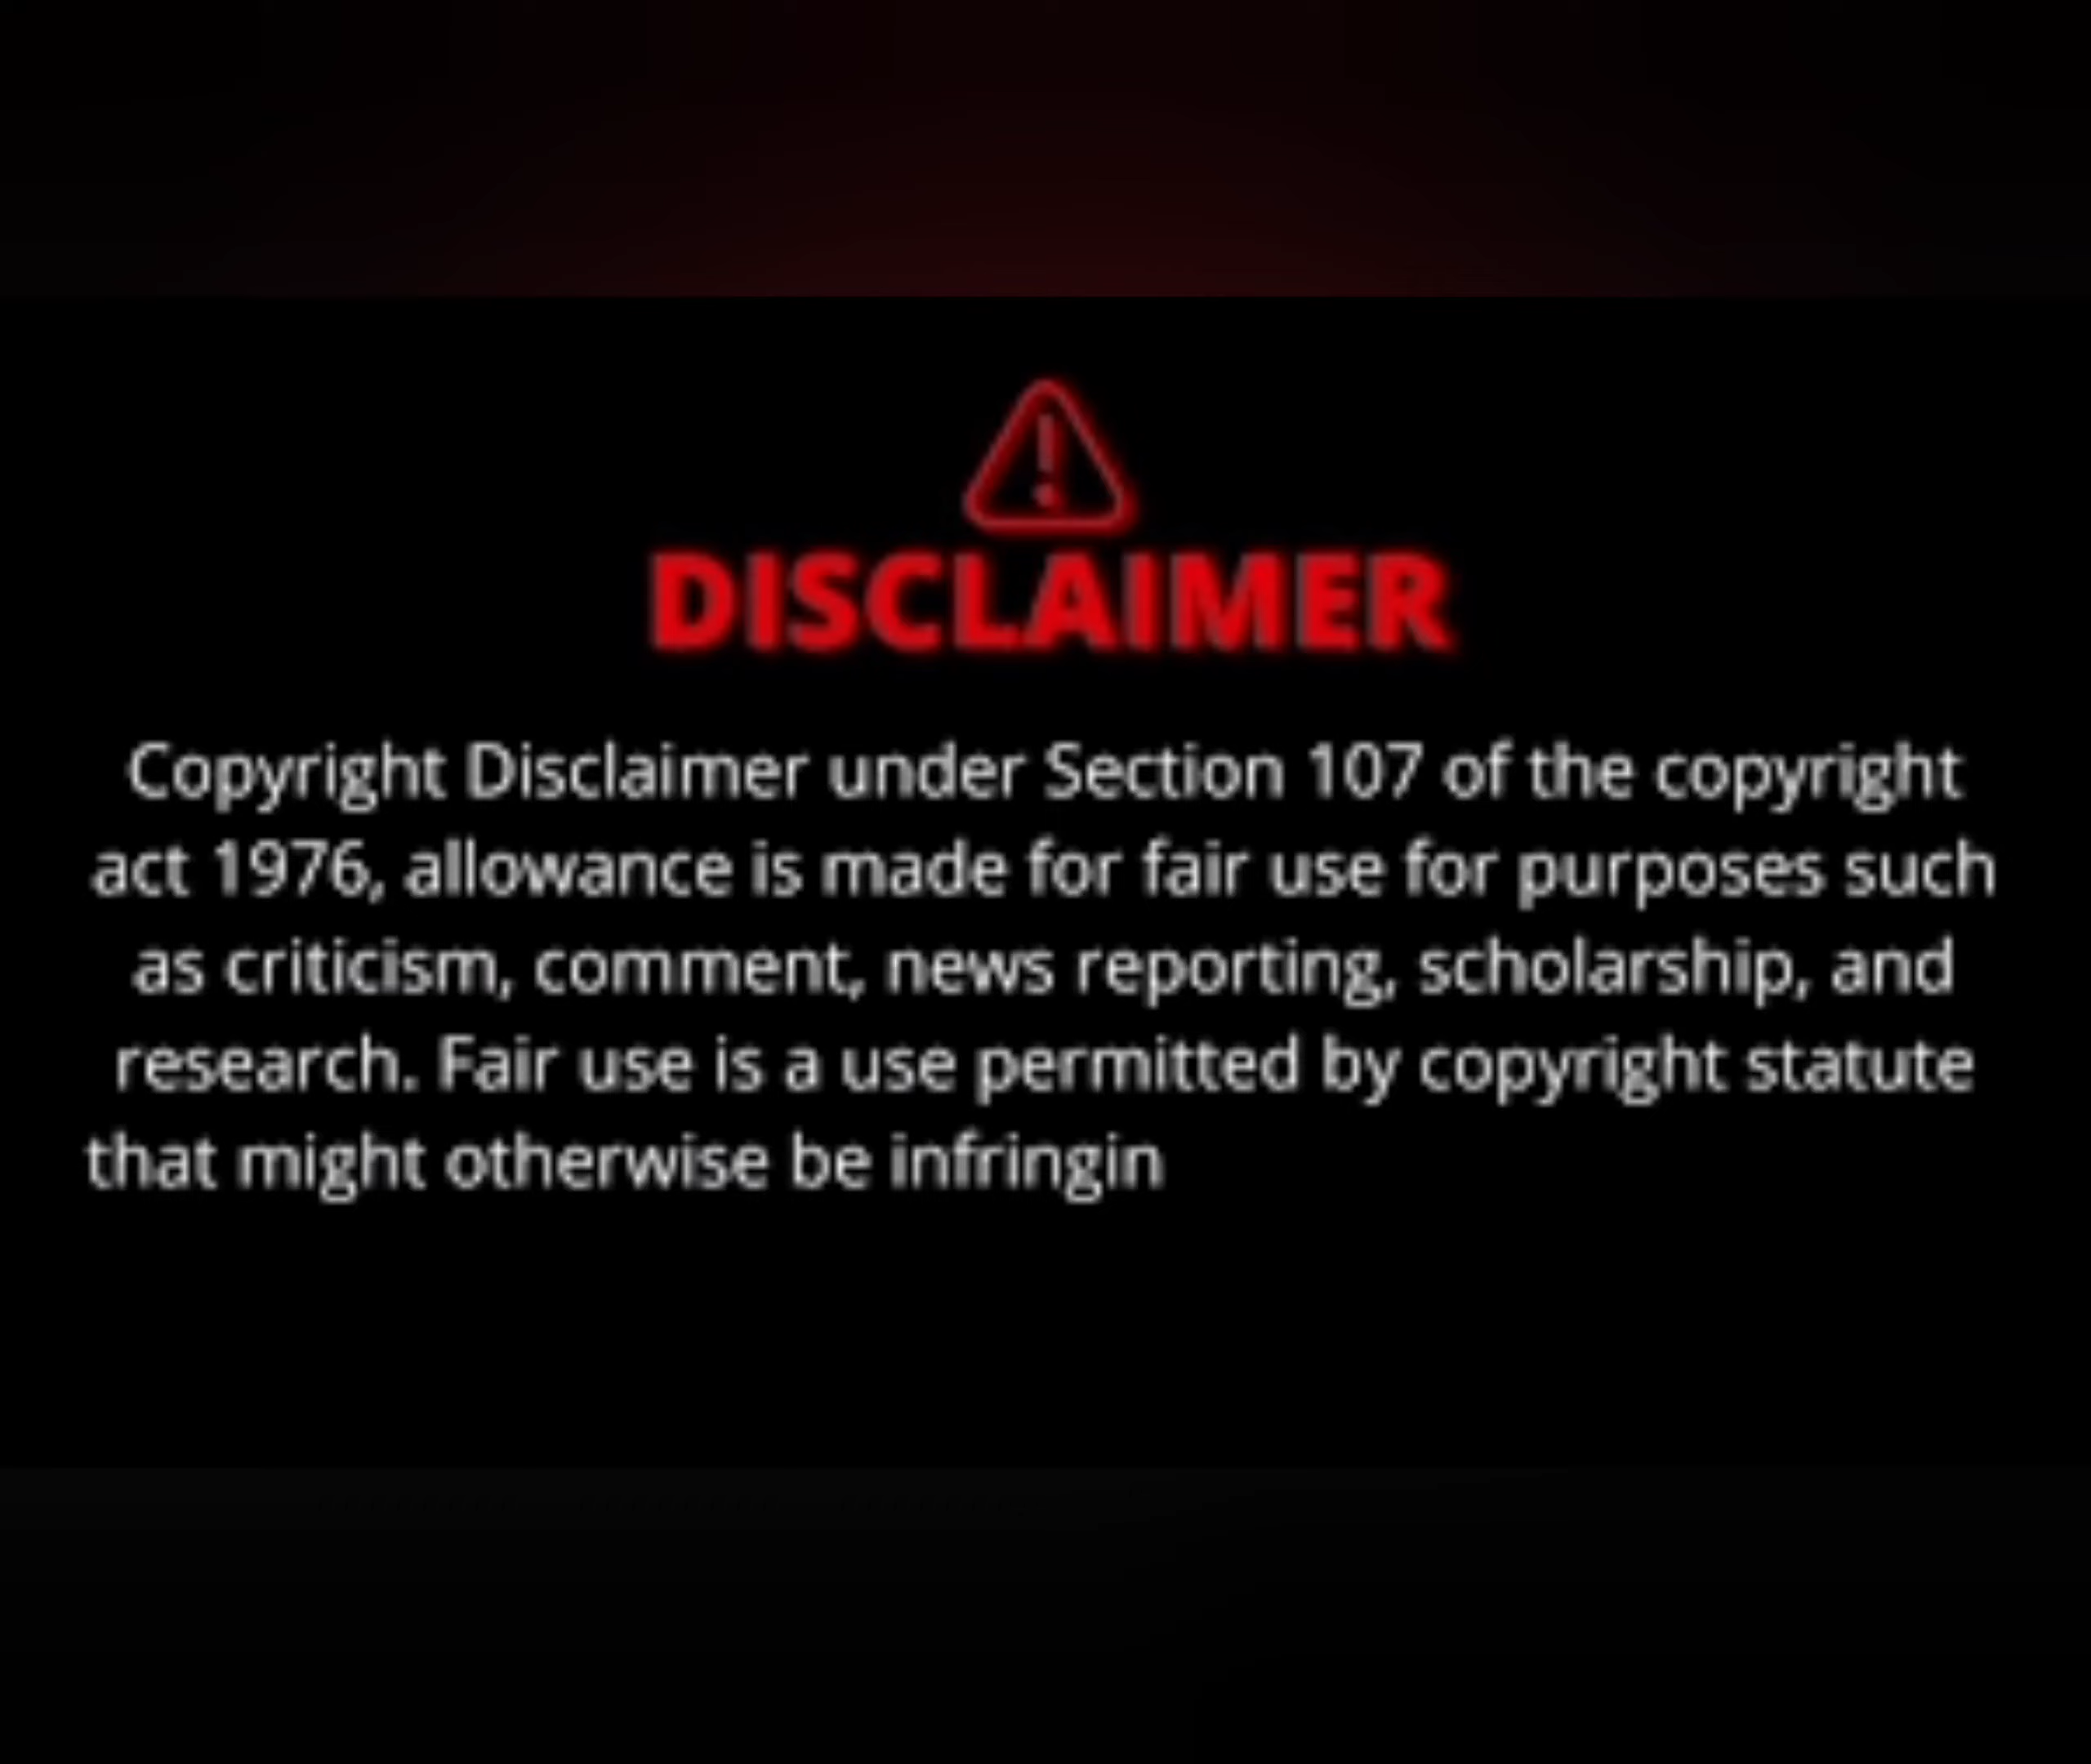 DISCLAIMER
Copyright Disclaimer under Section 107 of the copyright
act 1976, allowance is made for fair use for purposes such
as criticism, comment, news reporting, scholarship, and
research. Fair use is a use permitted by copyright statute
that might otherwise be infringin